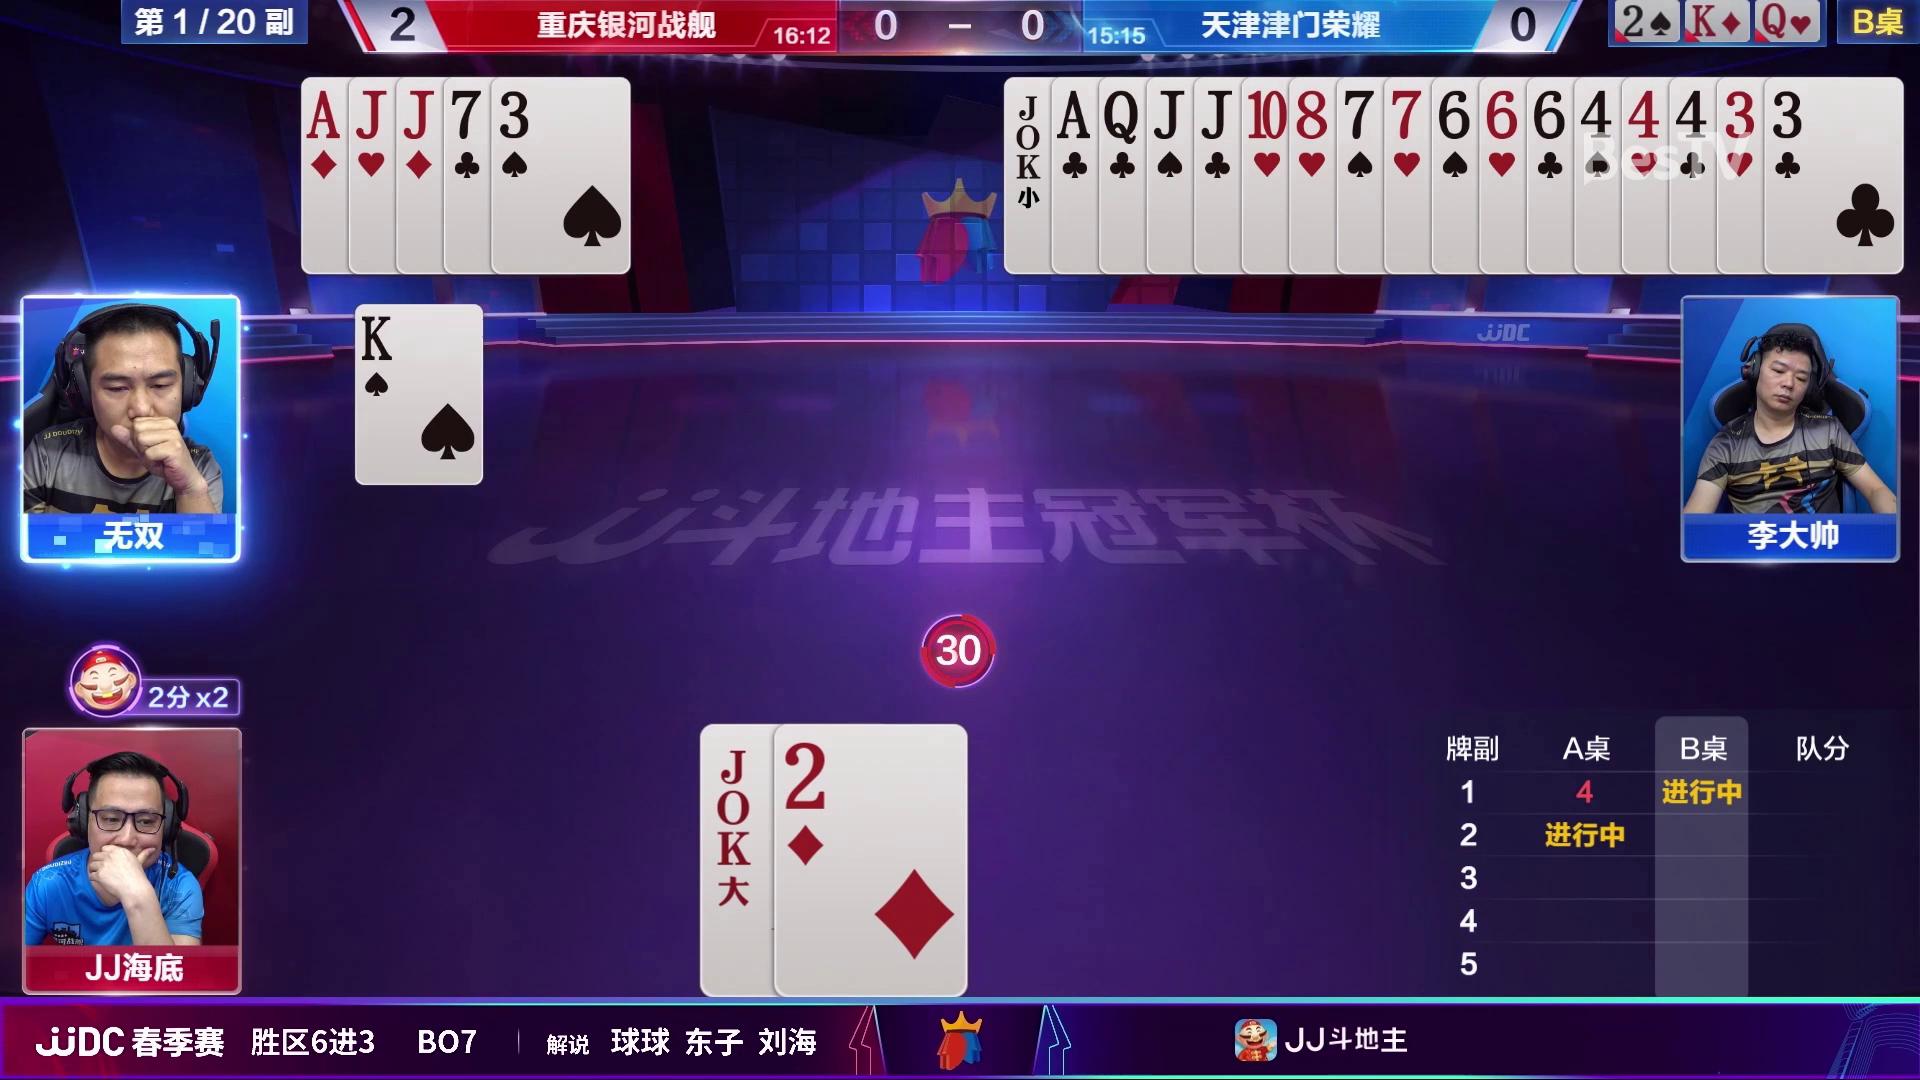 第 1 / 20 副
2
重庆银河战舰
16:12
0 – 0
15:15
天津津门荣耀
0
2♠ K♦ Q♥
B桌
A J J 7 3
JOK小 A Q J J 10 8 7 7 6 6 6 4 4 4 3 3
BesTV
K
JJDC
无双
李大帅
JJ斗地主冠军杯
30
2分 x2
JOK大 2
JJ海底
牌副 A桌 B桌 队分
1 4 进行中
2 进行中
3
4
5
JJDC 春季赛 胜区6进3 BO7 解说 球球 东子 刘海
JJ斗地主